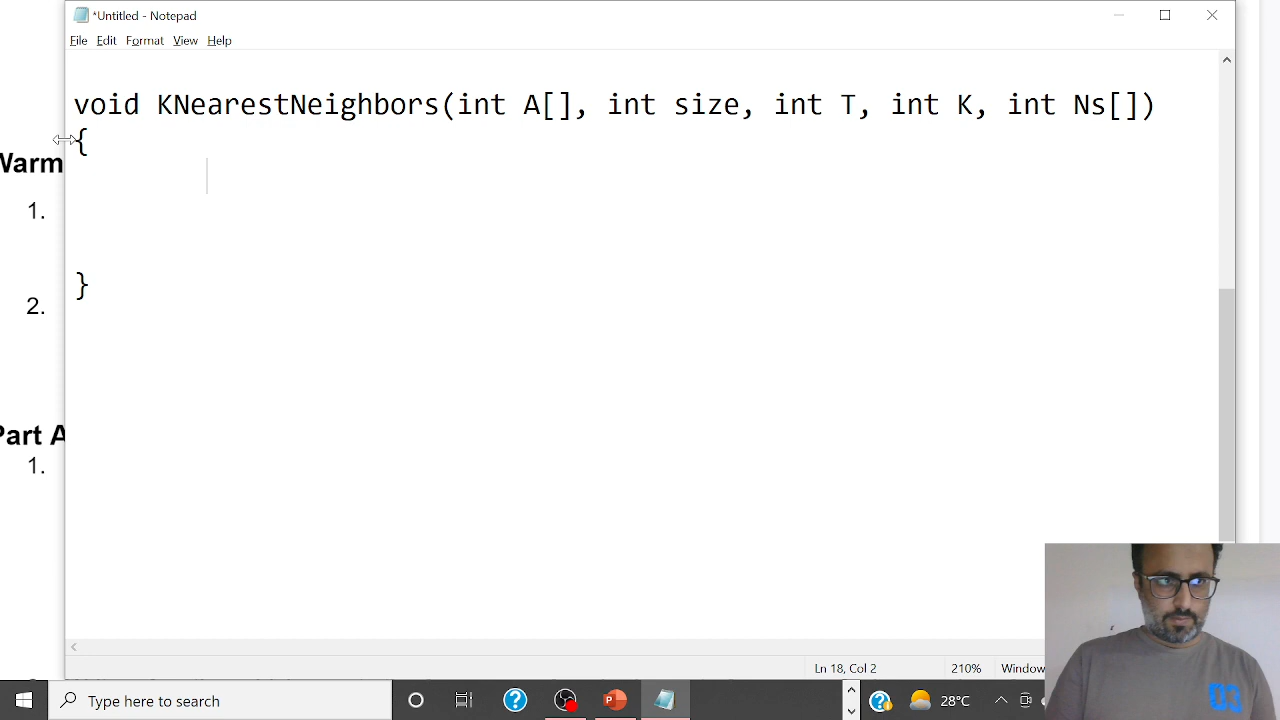 *Untitled - Notepad
File Edit Format View Help
void KNearestNeighbors(int A[], int size, int T, int K, int Ns[])
{
}
Warm
1.
2.
Part A
1.
Ln 18, Col 2 210% Window
Type here to search
28°C